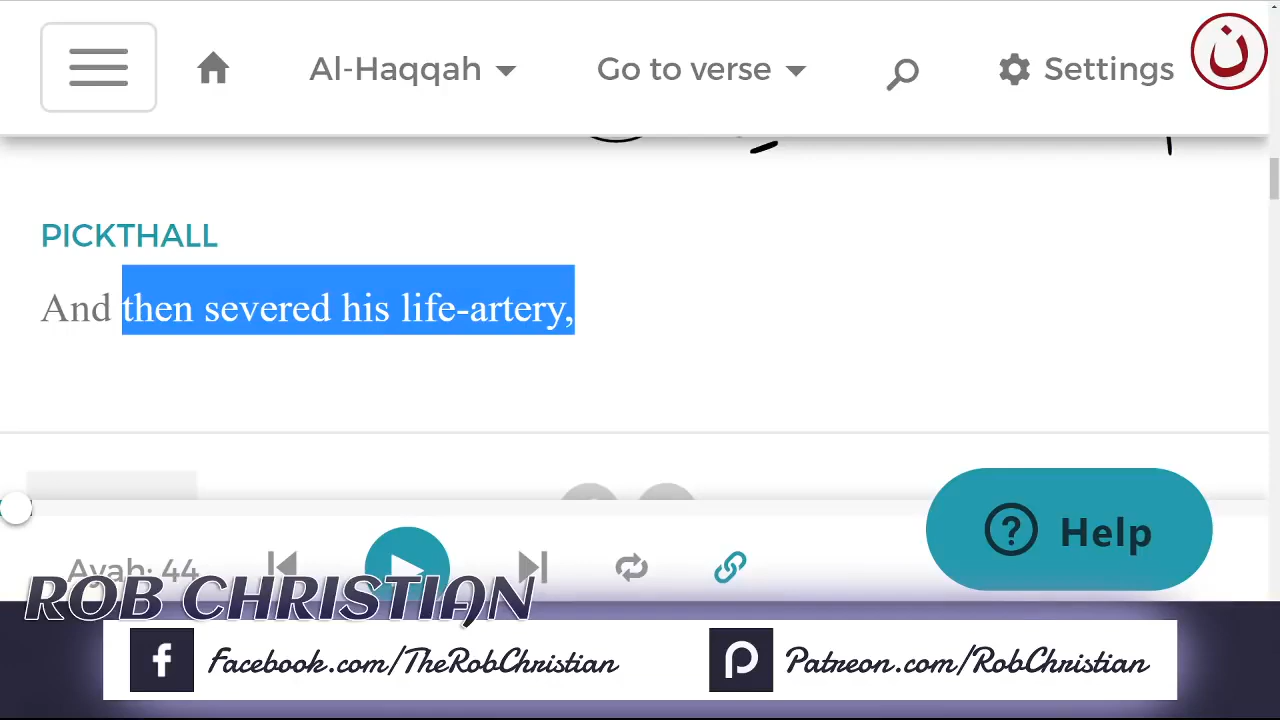 Al-Haqqah
Go to verse
Settings
ن
PICKTHALL
And then severed his life-artery,
Ayah: 44
Help
ROB CHRISTIAN
Facebook.com/TheRobChristian
Patreon.com/RobChristian